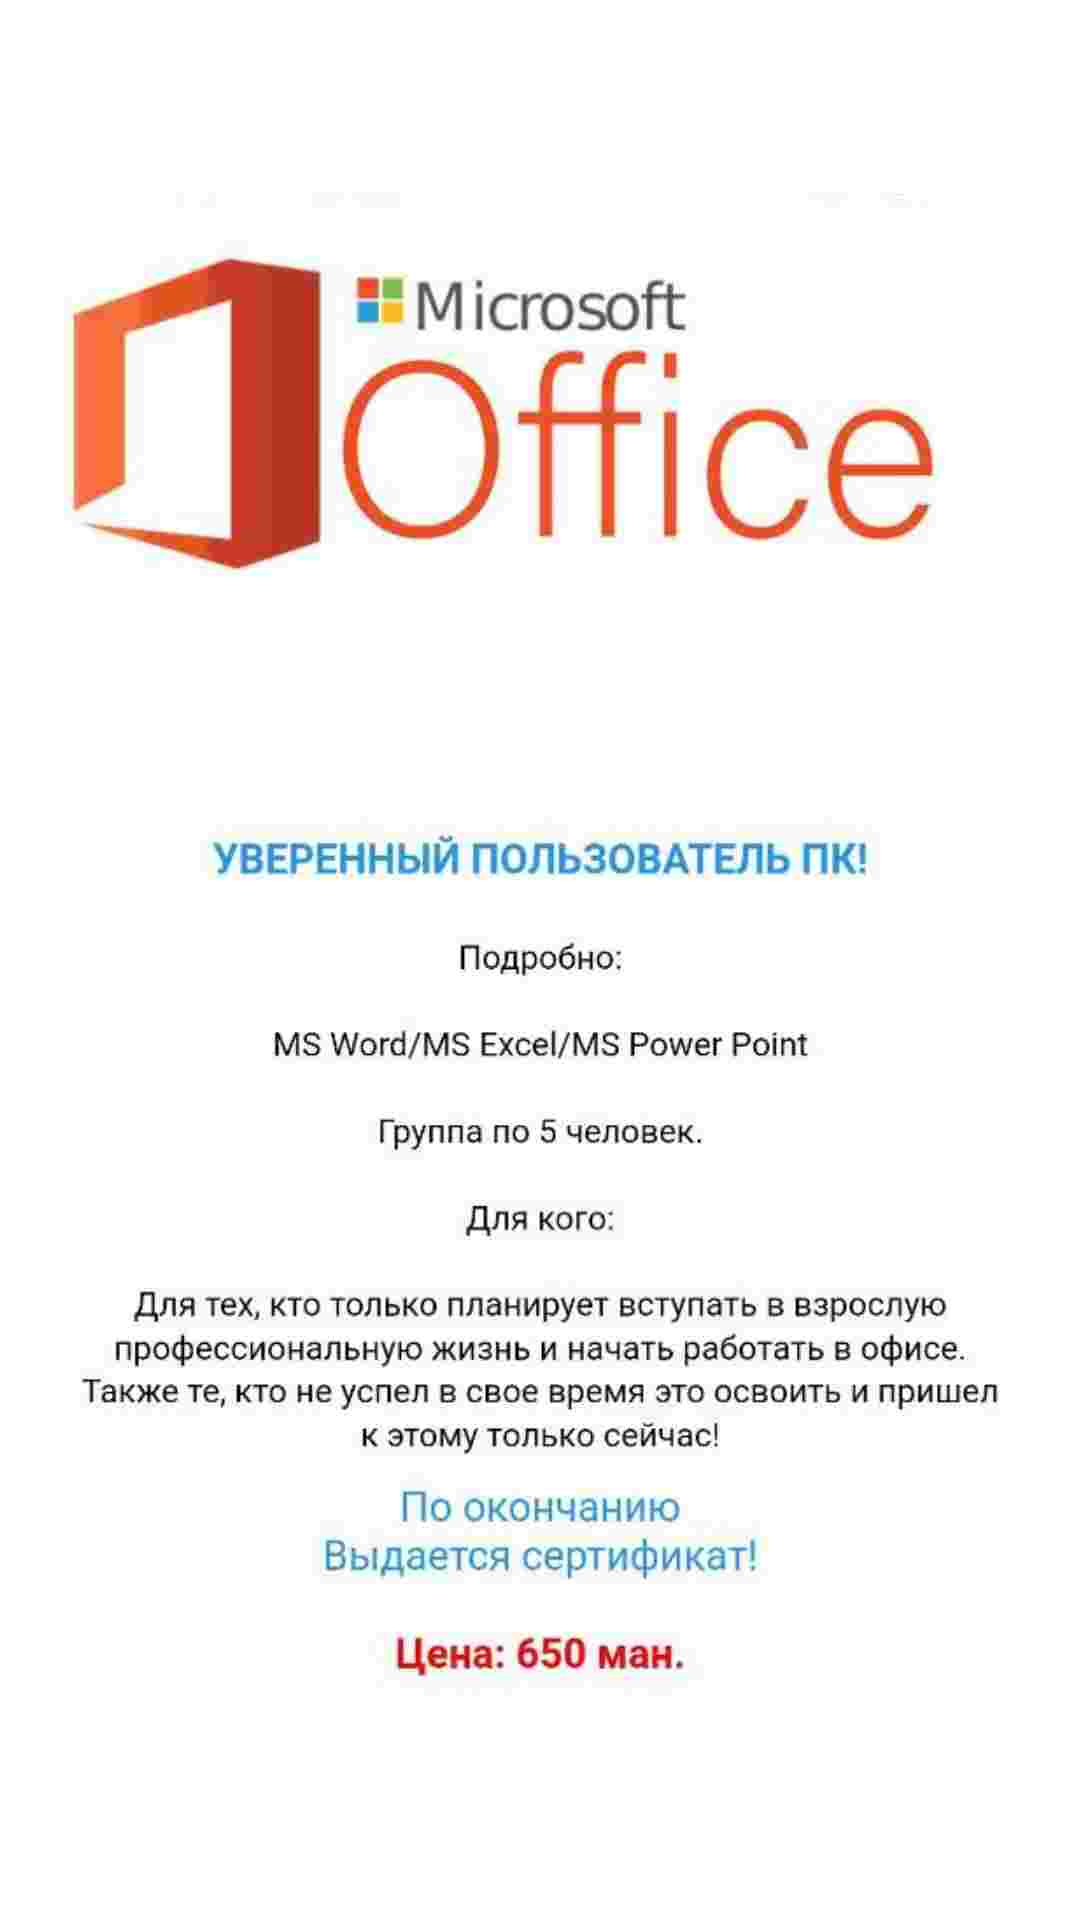 Microsoft
Office
УВЕРЕННЫЙ ПОЛЬЗОВАТЕЛЬ ПК!
Подробно:
MS Word/MS Excel/MS Power Point
Группа по 5 человек.
Для кого:
Для тех, кто только планирует вступать в взрослую
профессиональную жизнь и начать работать в офисе.
Также те, кто не успел в свое время это освоить и пришел
к этому только сейчас!
По окончанию
Выдается сертификат!
Цена: 650 ман.